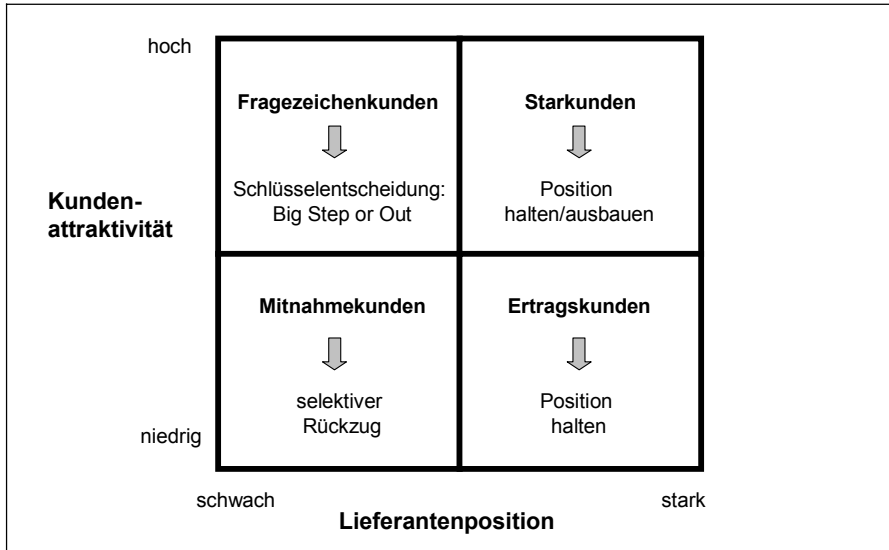 hoch
Fragezeichenkunden
Starkunden
Schlüsselentscheidung:
Big Step or Out
Position
halten/ausbauen
Kunden-
attraktivität
Mitnahmekunden
Ertragskunden
selektiver
Rückzug
Position
halten
niedrig
schwach
stark
Lieferantenposition